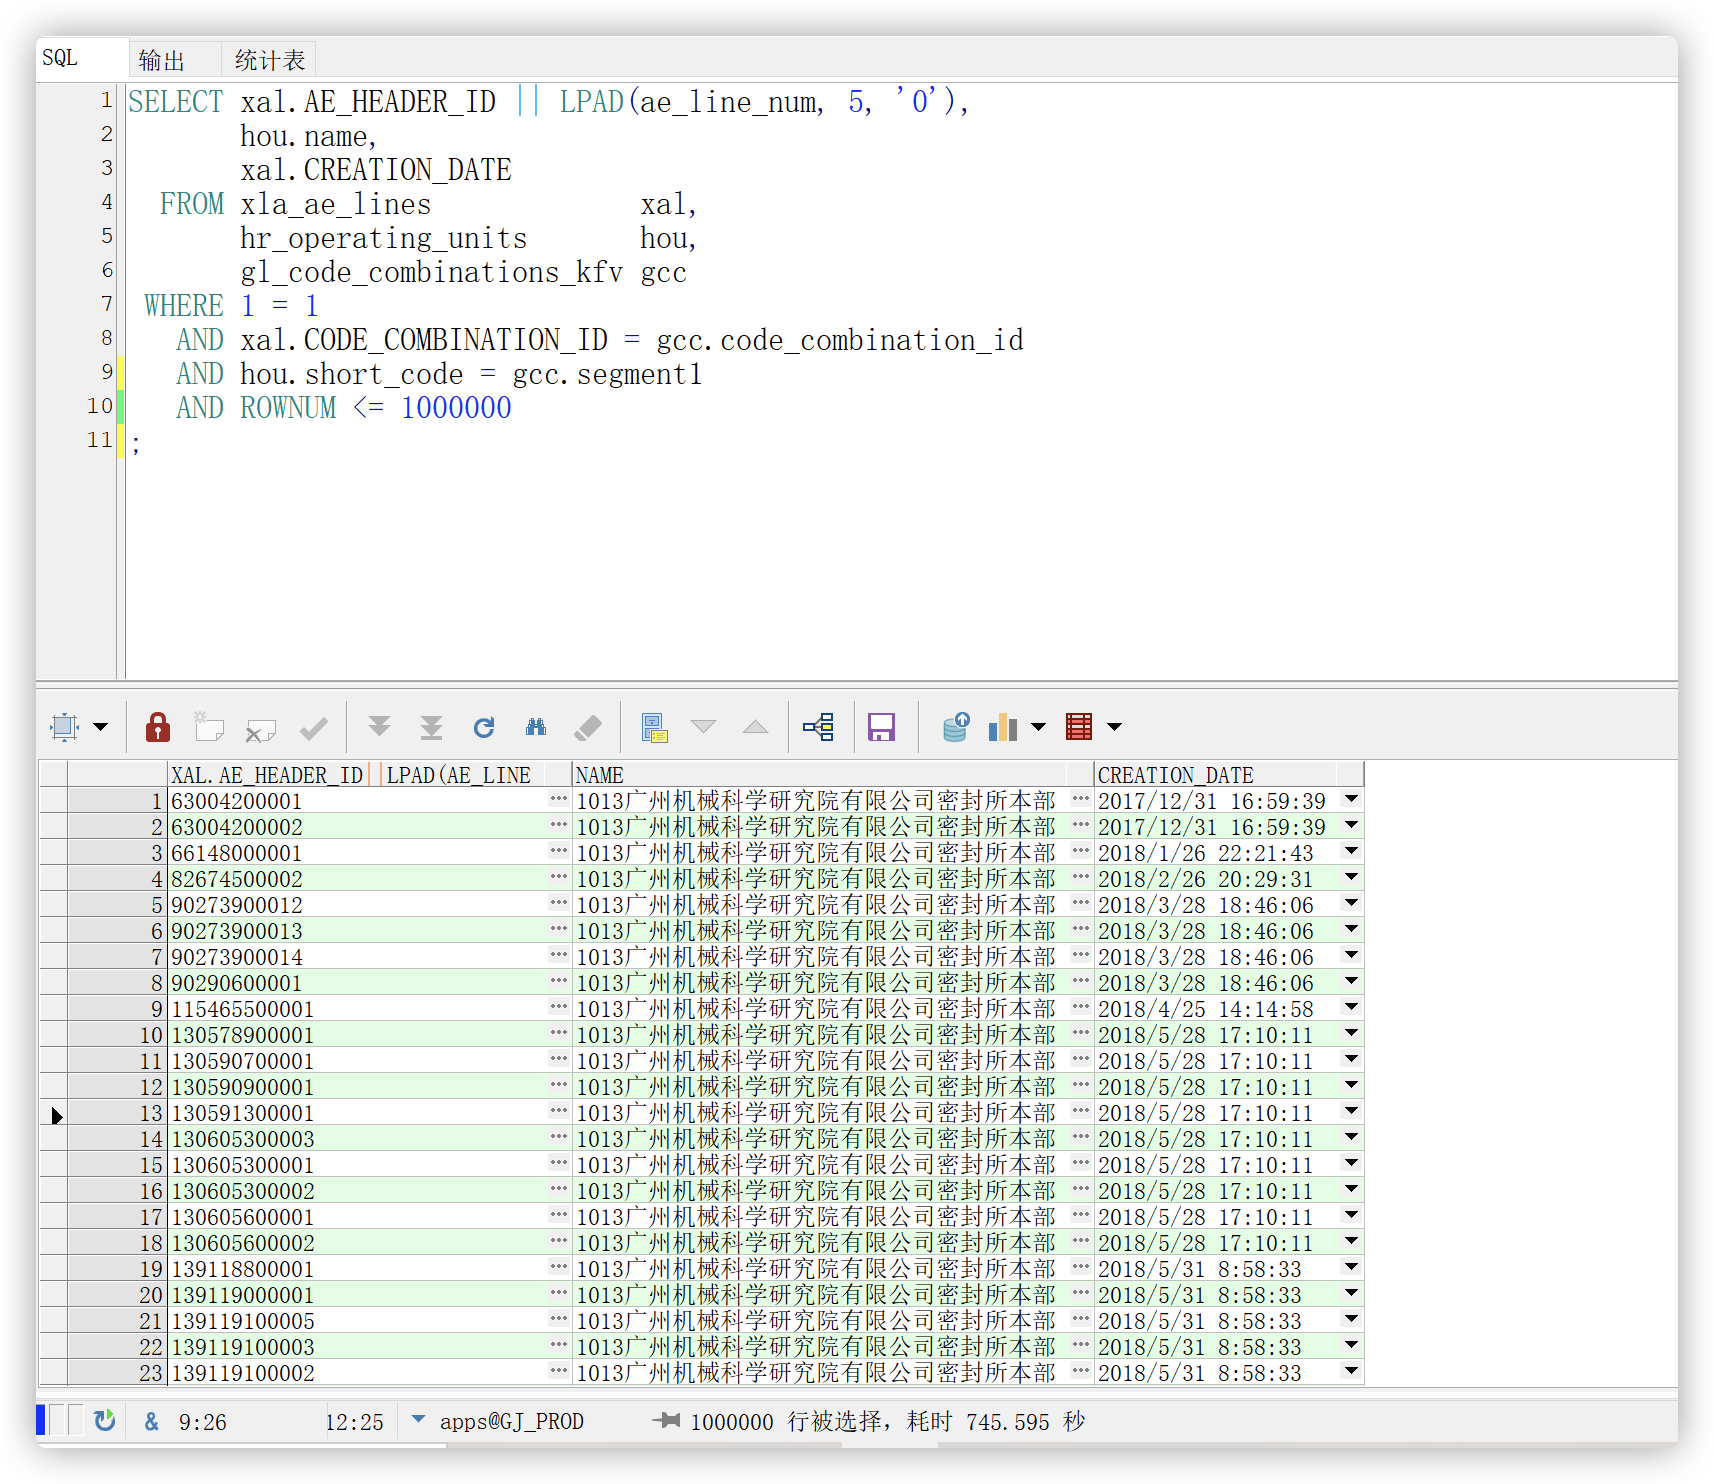 SQL 输出 统计表
1 SELECT xal.AE_HEADER_ID || LPAD(ae_line_num, 5, '0'),
2 hou.name,
3 xal.CREATION_DATE
4 FROM xla_ae_lines xal,
5 hr_operating_units hou,
6 gl_code_combinations_kfv gcc
7 WHERE 1 = 1
8 AND xal.CODE_COMBINATION_ID = gcc.code_combination_id
9 AND hou.short_code = gcc.segment1
10 AND ROWNUM <= 1000000
11 ;
XAL.AE_HEADER_ID||LPAD(AE_LINE NAME CREATION_DATE
1 63004200001 ... 1013广州机械科学研究院有限公司密封所本部 ... 2017/12/31 16:59:39
2 63004200002 ... 1013广州机械科学研究院有限公司密封所本部 ... 2017/12/31 16:59:39
3 66148000001 ... 1013广州机械科学研究院有限公司密封所本部 ... 2018/1/26 22:21:43
4 82674500002 ... 1013广州机械科学研究院有限公司密封所本部 ... 2018/2/26 20:29:31
5 90273900012 ... 1013广州机械科学研究院有限公司密封所本部 ... 2018/3/28 18:46:06
6 90273900013 ... 1013广州机械科学研究院有限公司密封所本部 ... 2018/3/28 18:46:06
7 90273900014 ... 1013广州机械科学研究院有限公司密封所本部 ... 2018/3/28 18:46:06
8 90290600001 ... 1013广州机械科学研究院有限公司密封所本部 ... 2018/3/28 18:46:06
9 115465500001 ... 1013广州机械科学研究院有限公司密封所本部 ... 2018/4/25 14:14:58
10 130578900001 ... 1013广州机械科学研究院有限公司密封所本部 ... 2018/5/28 17:10:11
11 130590700001 ... 1013广州机械科学研究院有限公司密封所本部 ... 2018/5/28 17:10:11
12 130590900001 ... 1013广州机械科学研究院有限公司密封所本部 ... 2018/5/28 17:10:11
13 130591300001 ... 1013广州机械科学研究院有限公司密封所本部 ... 2018/5/28 17:10:11
14 130605300003 ... 1013广州机械科学研究院有限公司密封所本部 ... 2018/5/28 17:10:11
15 130605300001 ... 1013广州机械科学研究院有限公司密封所本部 ... 2018/5/28 17:10:11
16 130605300002 ... 1013广州机械科学研究院有限公司密封所本部 ... 2018/5/28 17:10:11
17 130605600001 ... 1013广州机械科学研究院有限公司密封所本部 ... 2018/5/28 17:10:11
18 130605600002 ... 1013广州机械科学研究院有限公司密封所本部 ... 2018/5/28 17:10:11
19 139118800001 ... 1013广州机械科学研究院有限公司密封所本部 ... 2018/5/31 8:58:33
20 139119000001 ... 1013广州机械科学研究院有限公司密封所本部 ... 2018/5/31 8:58:33
21 139119100005 ... 1013广州机械科学研究院有限公司密封所本部 ... 2018/5/31 8:58:33
22 139119100003 ... 1013广州机械科学研究院有限公司密封所本部 ... 2018/5/31 8:58:33
23 139119100002 ... 1013广州机械科学研究院有限公司密封所本部 ... 2018/5/31 8:58:33
& 9:26 12:25 apps@GJ_PROD 1000000 行被选择, 耗时 745.595 秒